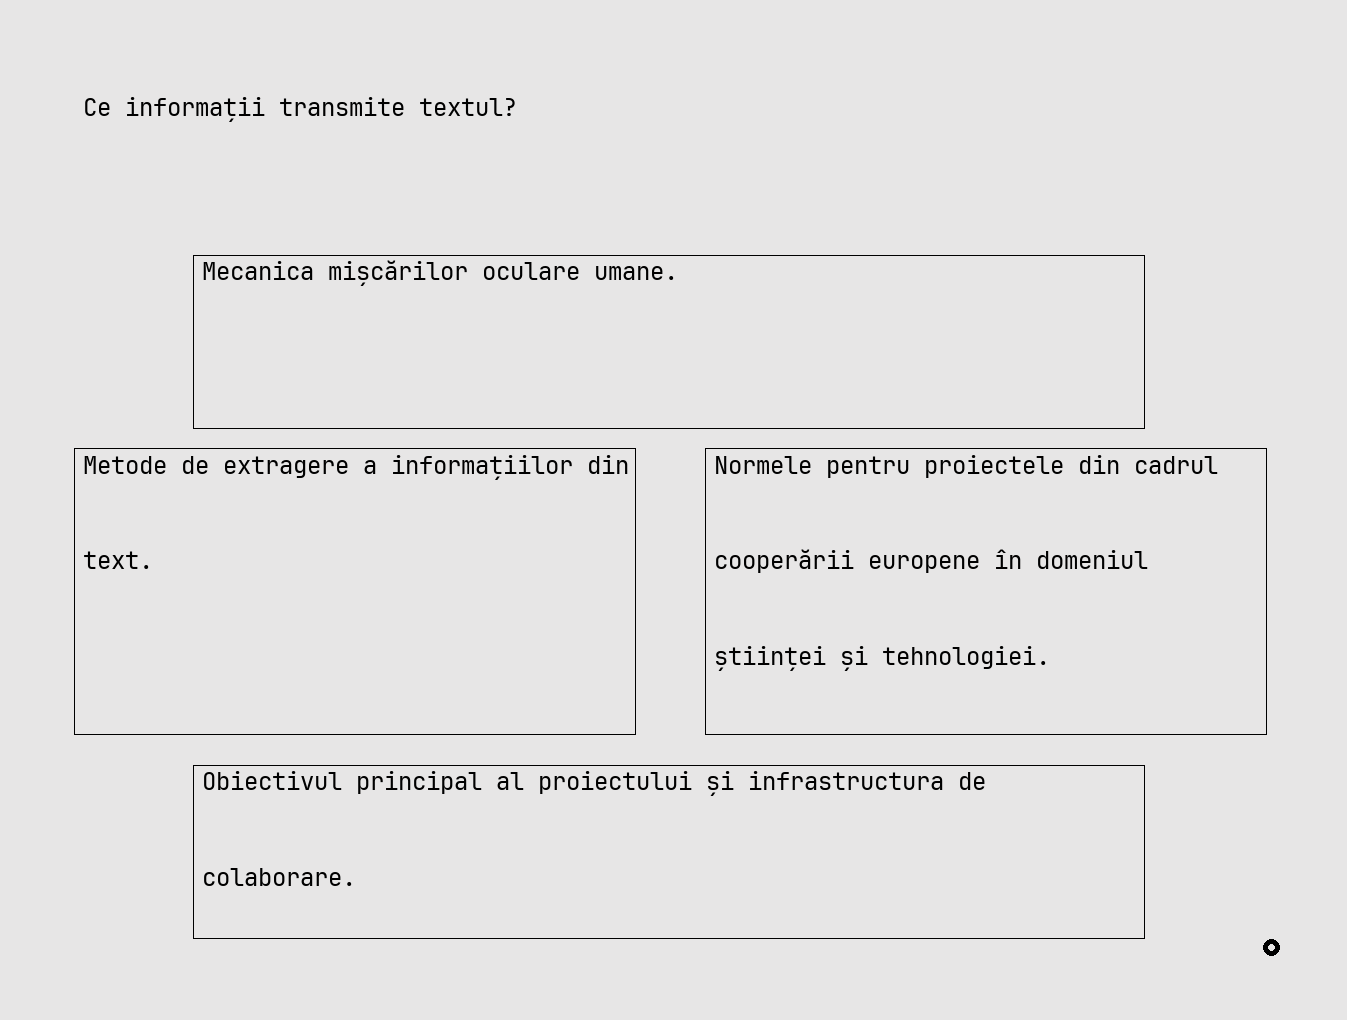 Ce informații transmite textul?
Mecanica mișcărilor oculare umane.
Metode de extragere a informațiilor din
text.
Normele pentru proiectele din cadrul
cooperării europene în domeniul
științei și tehnologiei.
Obiectivul principal al proiectului și infrastructura de
colaborare.